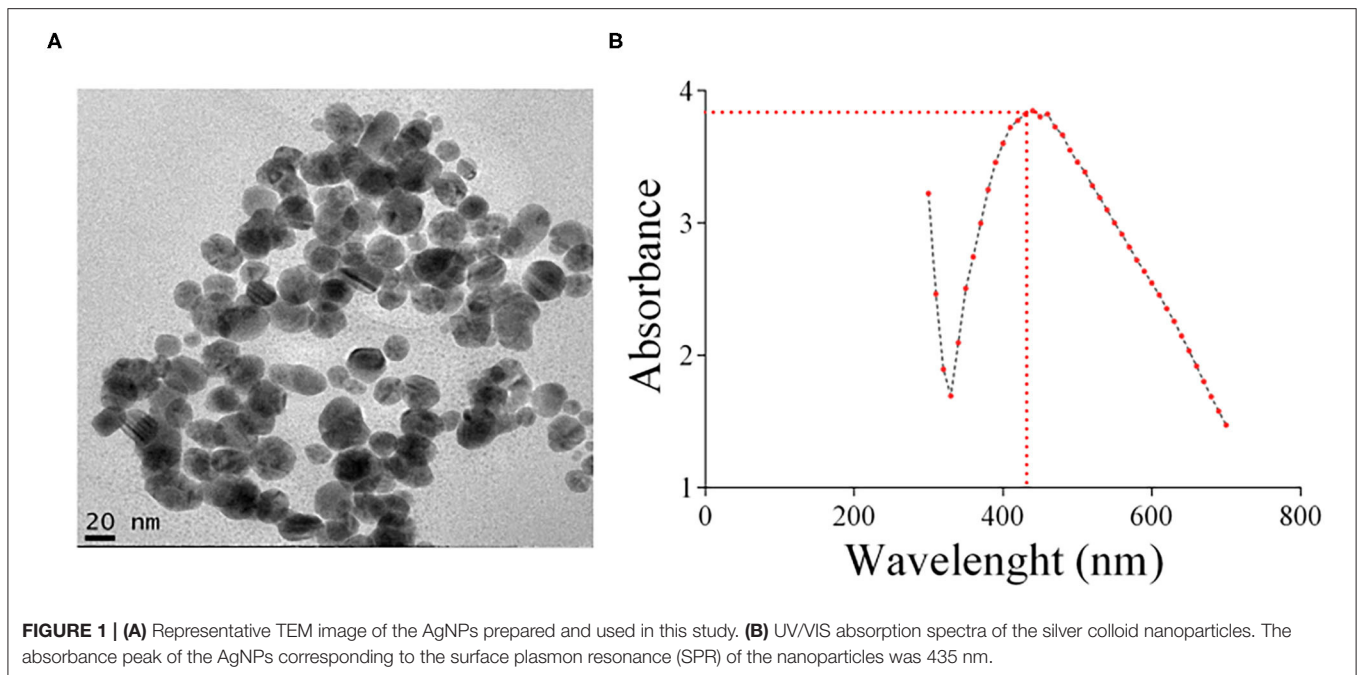 A
B
20 nm
Absorbance
4
3
2
1
0 200 400 600 800
Wavelenght (nm)
FIGURE 1 | (A) Representative TEM image of the AgNPs prepared and used in this study. (B) UV/VIS absorption spectra of the silver colloid nanoparticles. The
absorbance peak of the AgNPs corresponding to the surface plasmon resonance (SPR) of the nanoparticles was 435 nm.